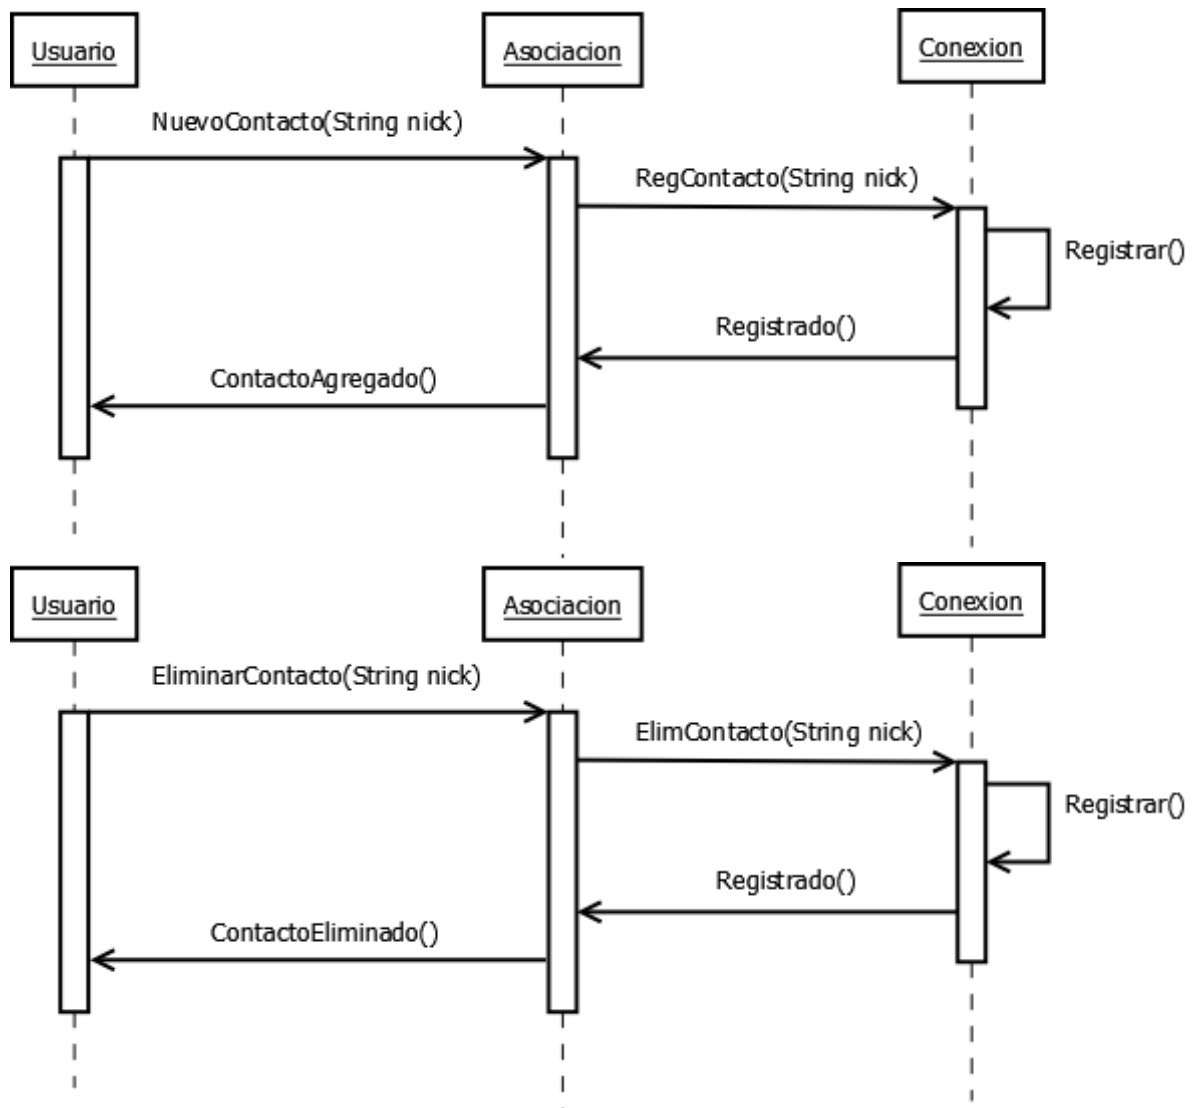 Usuario
Asociacion
Conexion
NuevoContacto(String nick)
RegContacto(String nick)
Registrar()
Registrado()
ContactoAgregado()
Usuario
Asociacion
Conexion
EliminarContacto(String nick)
ElimContacto(String nick)
Registrar()
Registrado()
ContactoEliminado()